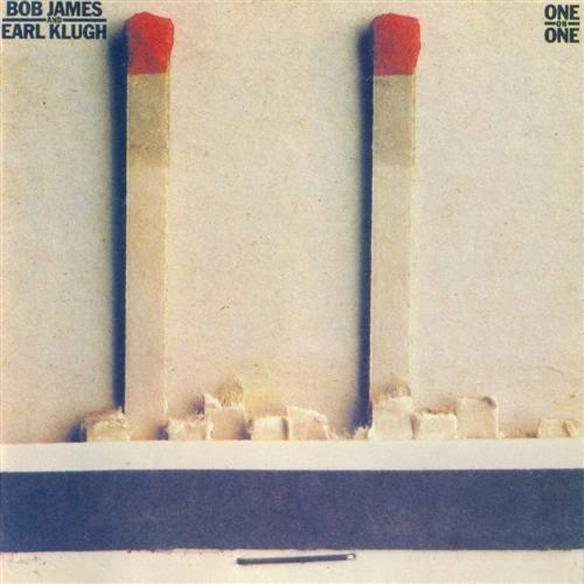 BOB JAMES
AND
EARL KLUGH
ONE
ON
ONE